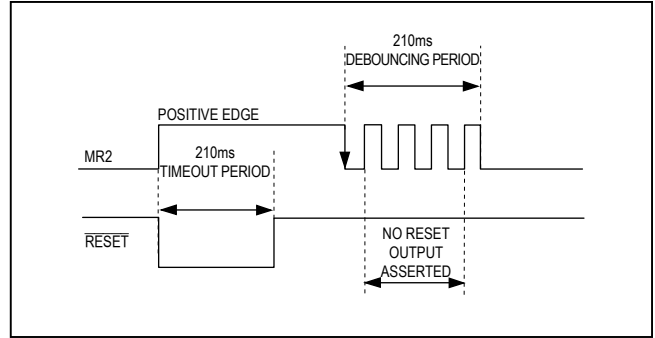 210ms
DEBOUNCING PERIOD
POSITIVE EDGE
MR2
210ms
TIMEOUT PERIOD
RESET
NO RESET
OUTPUT
ASSERTED